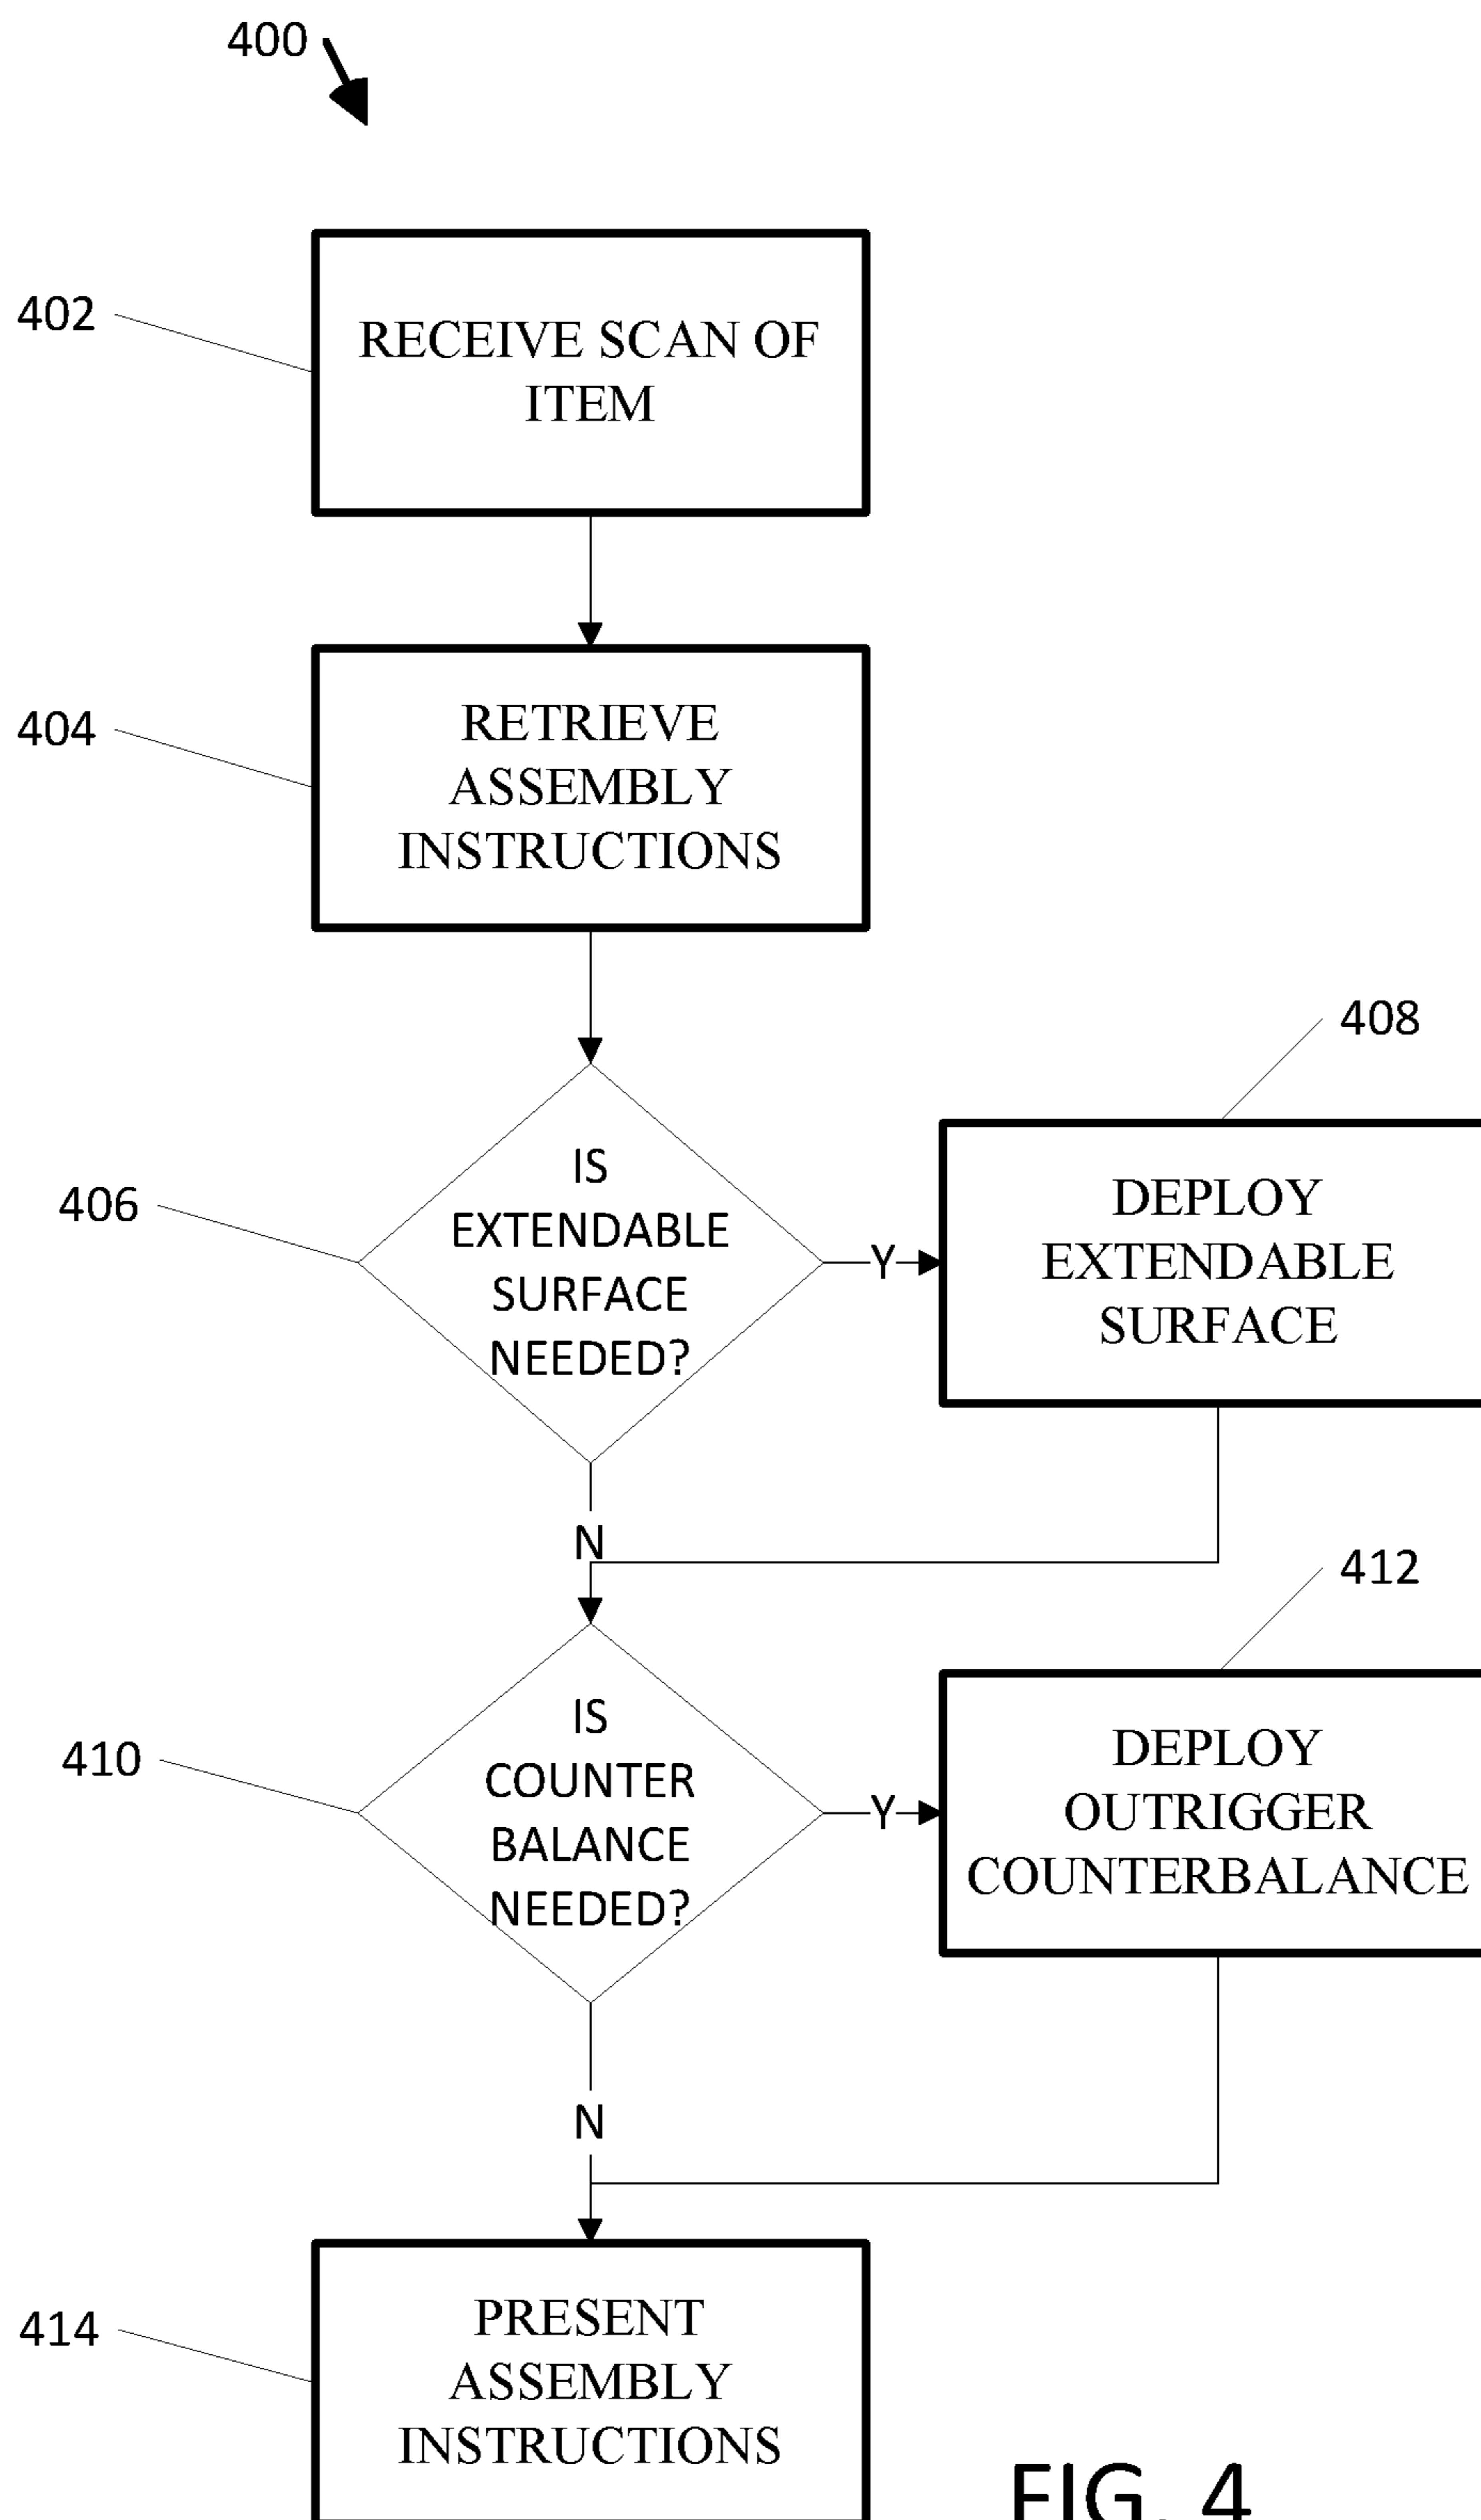 400
402
RECEIVE SCAN OF
ITEM
404
RETRIEVE
ASSEMBLY
INSTRUCTIONS
406
IS
EXTENDABLE
SURFACE
NEEDED?
Y
408
DEPLOY
EXTENDABLE
SURFACE
N
410
IS
COUNTER
BALANCE
NEEDED?
Y
412
DEPLOY
OUTRIGGER
COUNTERBALANCE
N
414
PRESENT
ASSEMBLY
INSTRUCTIONS
FIG. 4